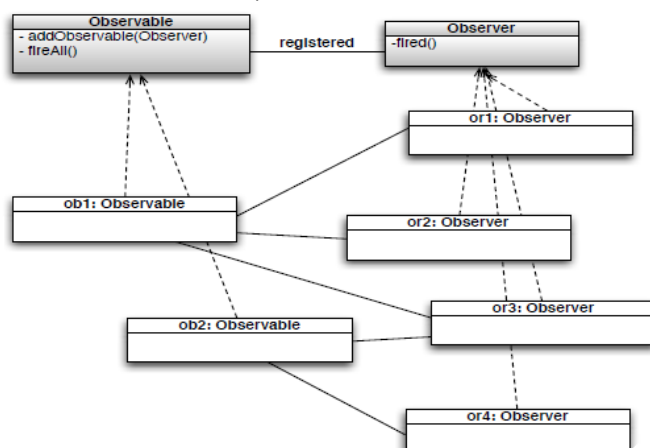 Observable
- addObservable(Observer)
- fireAll()
registered
Observer
-fired()
or1: Observer
ob1: Observable
or2: Observer
or3: Observer
ob2: Observable
or4: Observer